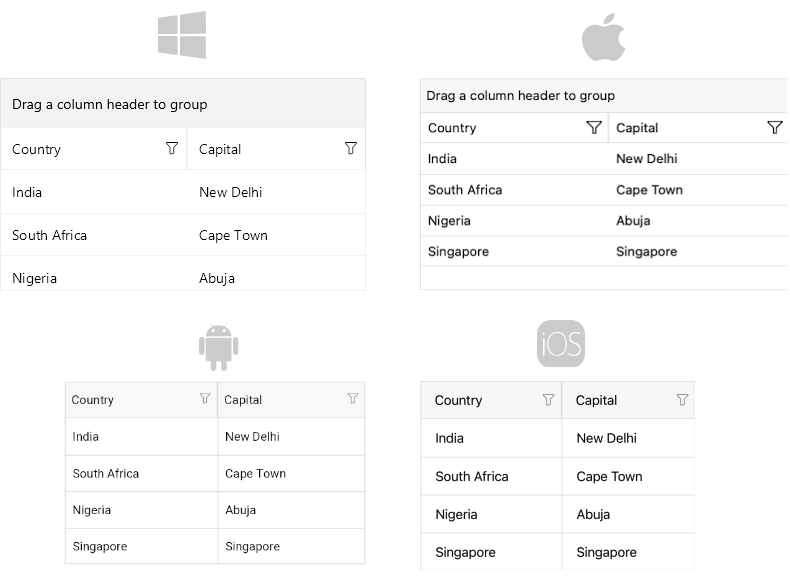 Drag a column header to group
Country Capital
India New Delhi
South Africa Cape Town
Nigeria Abuja
Drag a column header to group
Country Capital
India New Delhi
South Africa Cape Town
Nigeria Abuja
Singapore Singapore
Country Capital
India New Delhi
South Africa Cape Town
Nigeria Abuja
Singapore Singapore
iOS
Country Capital
India New Delhi
South Africa Cape Town
Nigeria Abuja
Singapore Singapore